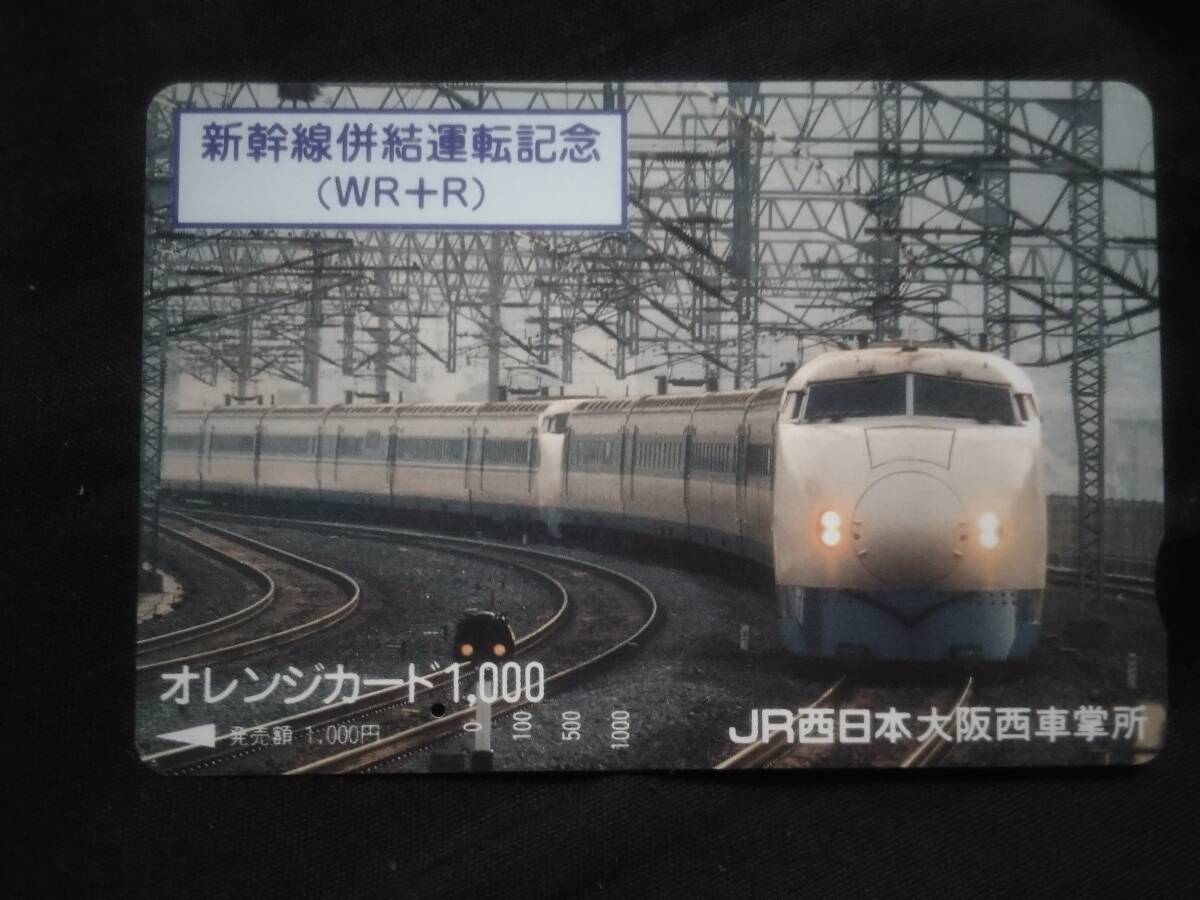 新幹線併結運転記念
(WR+R)
オレンジカード1,000
発売額 1,000円
0 100 500 1000
JR西日本大阪西車掌所